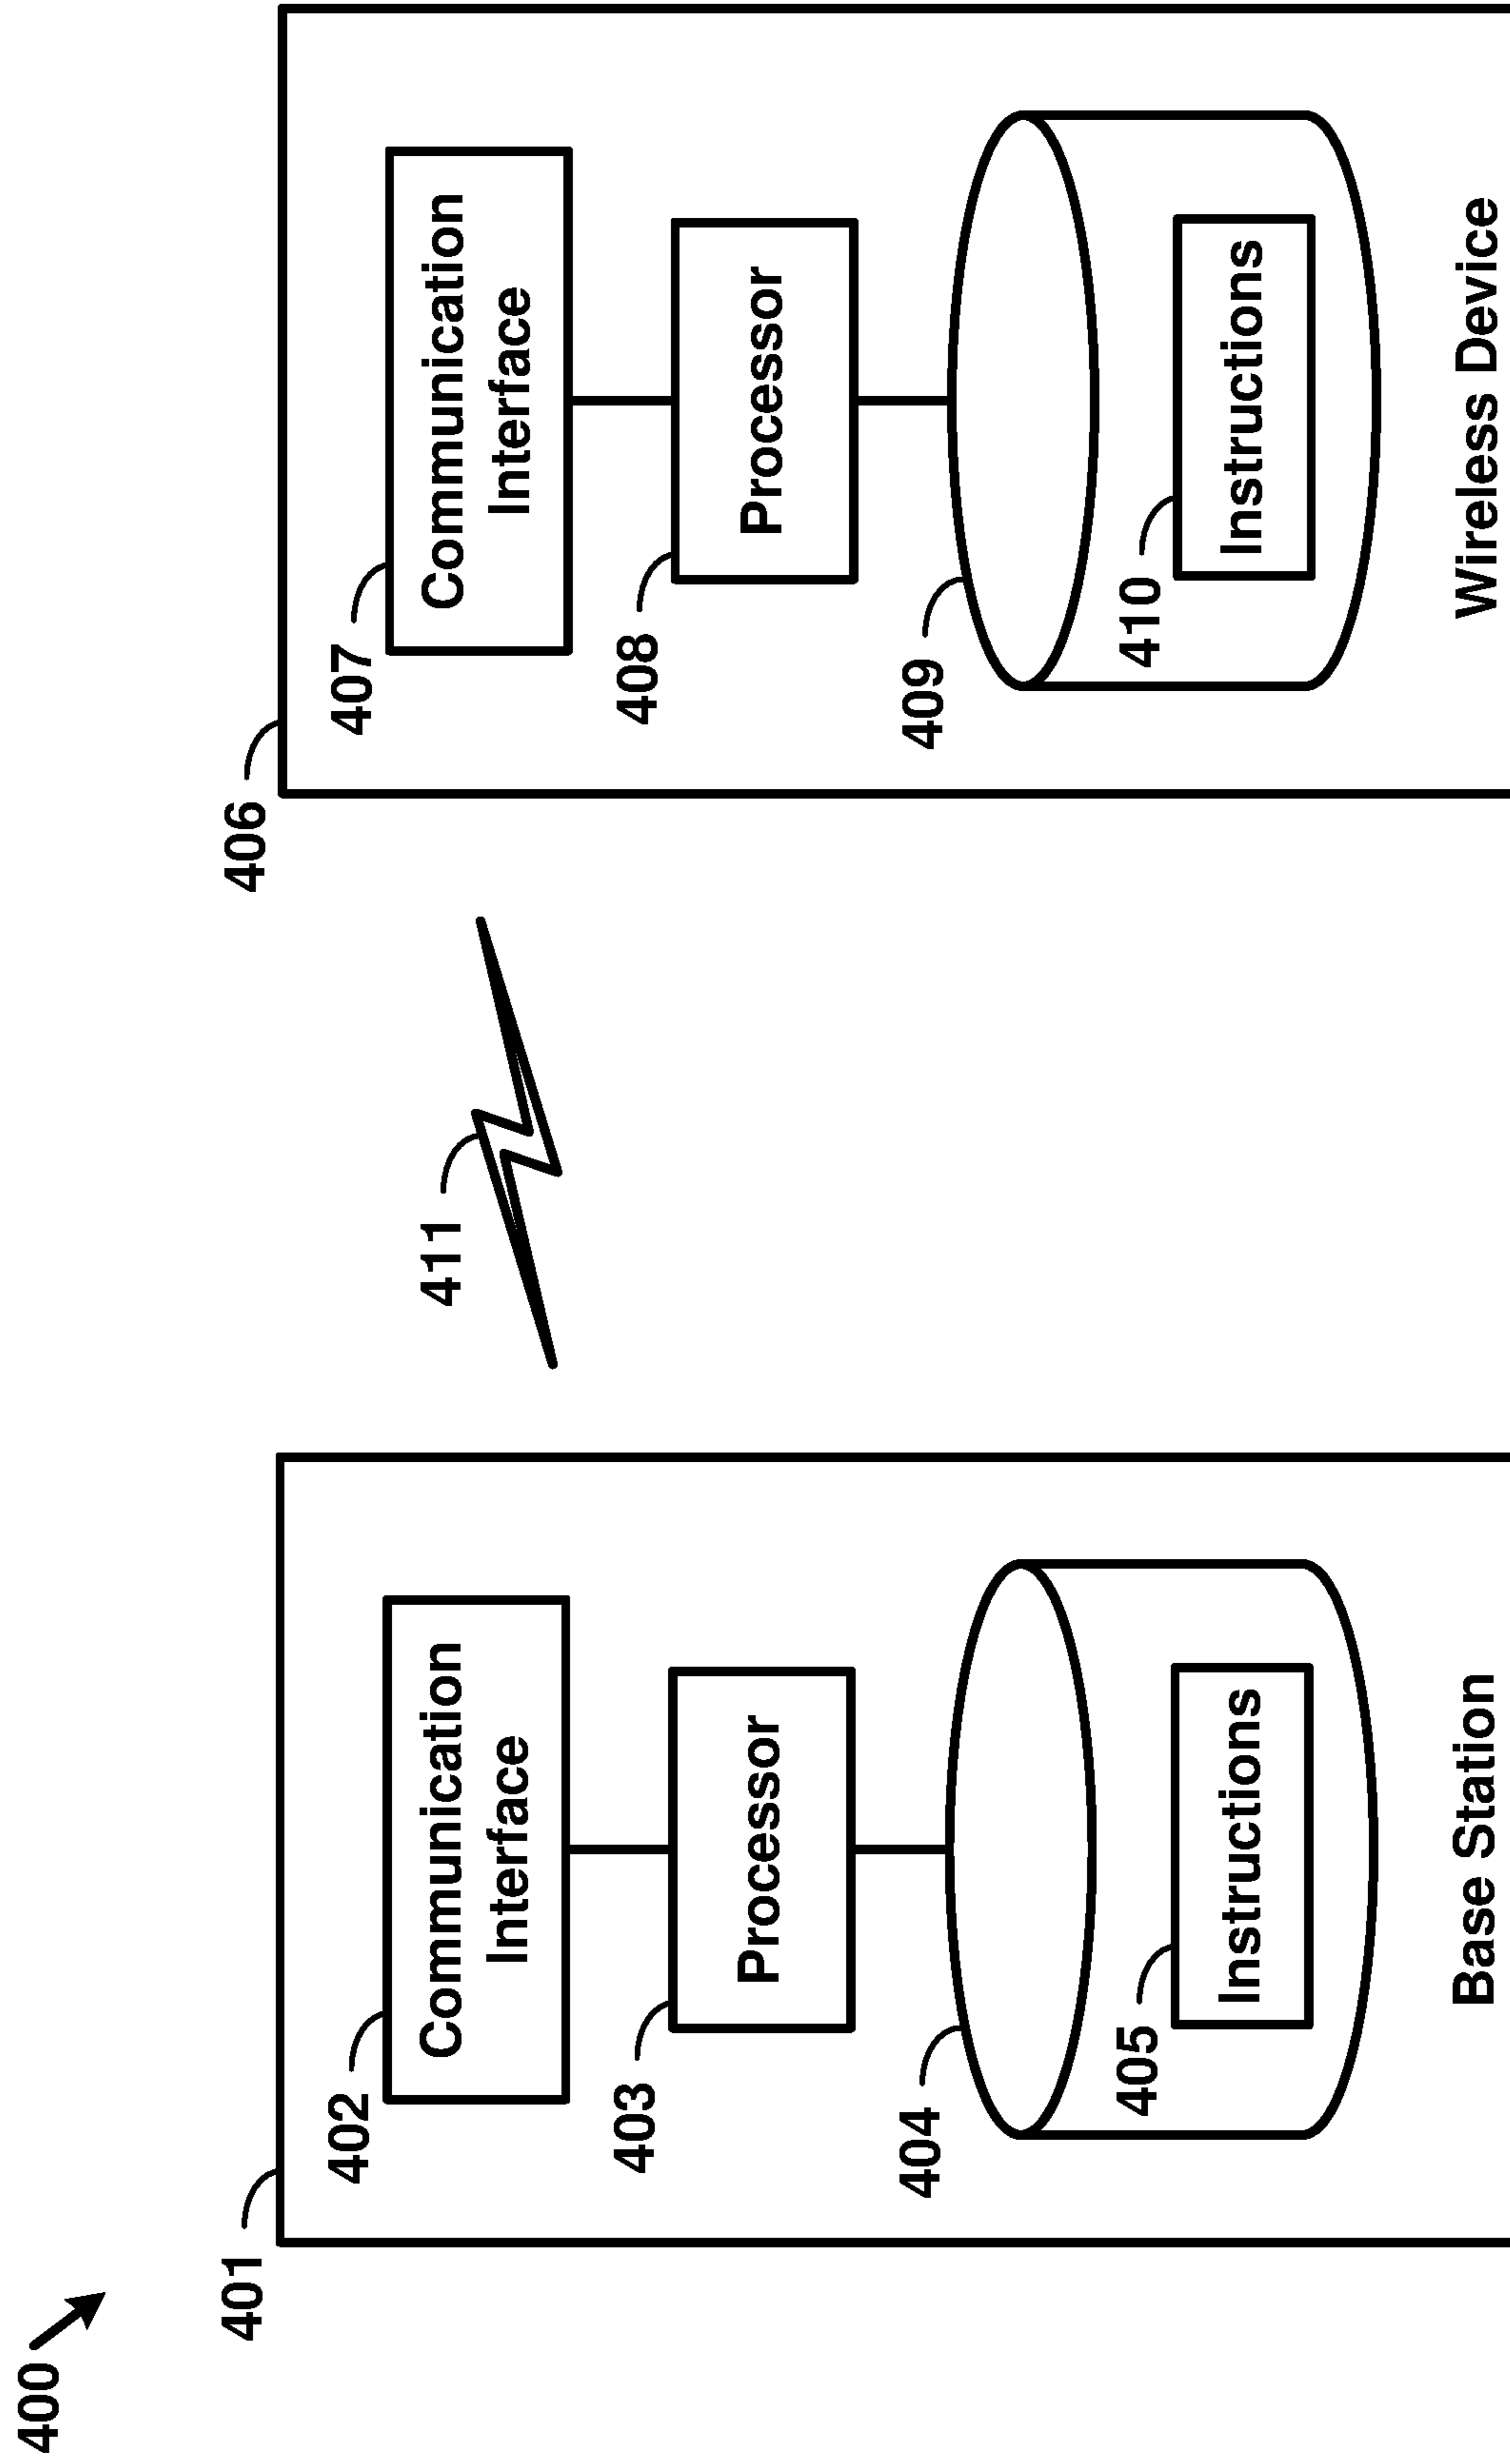 400
401
402
Communication
Interface
403
Processor
404
405
Instructions
Base Station
411
406
407
Communication
Interface
408
Processor
409
410
Instructions
Wireless Device